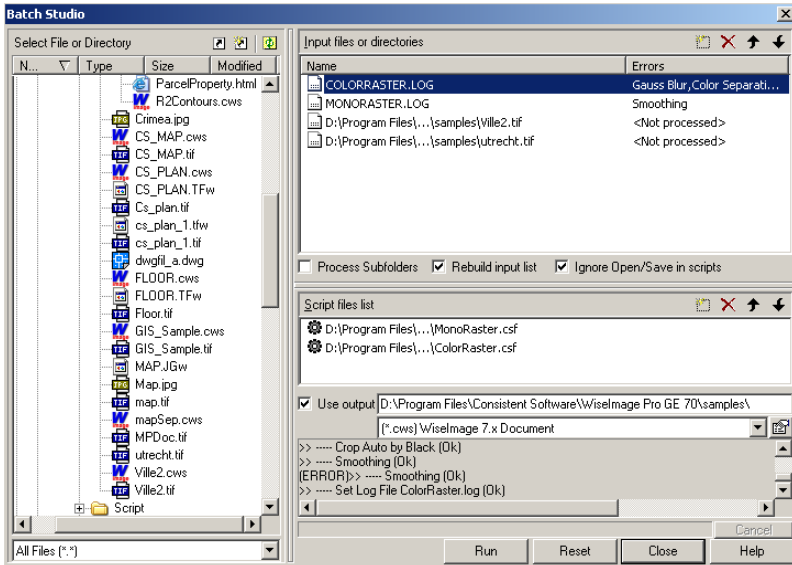 Batch Studio
Select File or Directory
N... Type Size Modified
ParcelProperty.html
R2Contours.cws
Crimea.jpg
CS_MAP.cws
CS_MAP.tif
CS_PLAN.cws
CS_PLAN.TFw
Cs_plan.tif
cs_plan_1.tfw
cs_plan_1.tif
dwgfil_a.dwg
FLOOR.cws
FLOOR.TFw
Floor.tif
GIS_Sample.cws
GIS_Sample.tif
MAP.JGw
Map.jpg
map.tif
mapSep.cws
MPDoc.tif
utrecht.tif
Ville2.cws
Ville2.tif
Script
All Files (*.*)
Input files or directories
Name Errors
COLORRASTER.LOG Gauss Blur,Color Separati...
MONORASTER.LOG Smoothing
D:\Program Files\...\samples\Ville2.tif <Not processed>
D:\Program Files\...\samples\utrecht.tif <Not processed>
Process Subfolders Rebuild input list Ignore Open/Save in scripts
Script files list
D:\Program Files\...\MonoRaster.csf
D:\Program Files\...\ColorRaster.csf
Use output D:\Program Files\Consistent Software\WiseImage Pro GE 70\samples\
(*.cws) WiseImage 7.x Document
>> ----- Crop Auto by Black (Ok)
>> ----- Smoothing (Ok)
(ERROR)>> ----- Smoothing (Ok)
>> ----- Set Log File ColorRaster.log (Ok)
Cancel
Run Reset Close Help